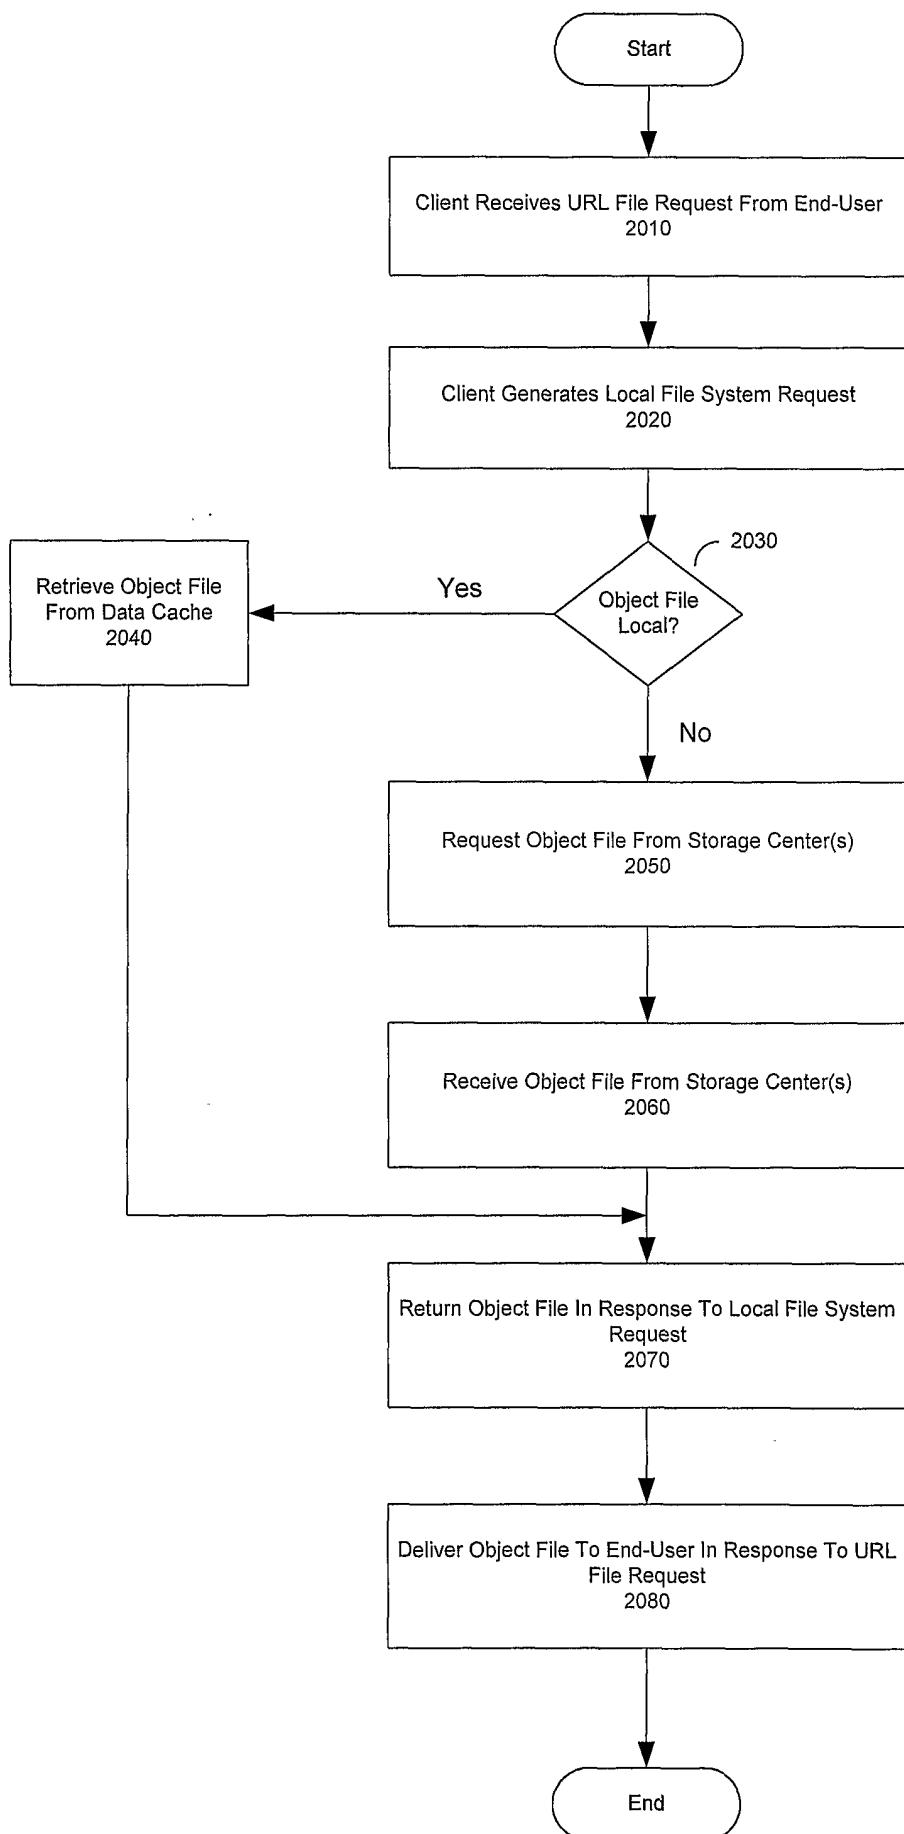 Start
Client Receives URL File Request From End-User
2010
Client Generates Local File System Request
2020
2030
Object File
Local?
Yes
Retrieve Object File
From Data Cache
2040
No
Request Object File From Storage Center(s)
2050
Receive Object File From Storage Center(s)
2060
Return Object File In Response To Local File System
Request
2070
Deliver Object File To End-User In Response To URL
File Request
2080
End